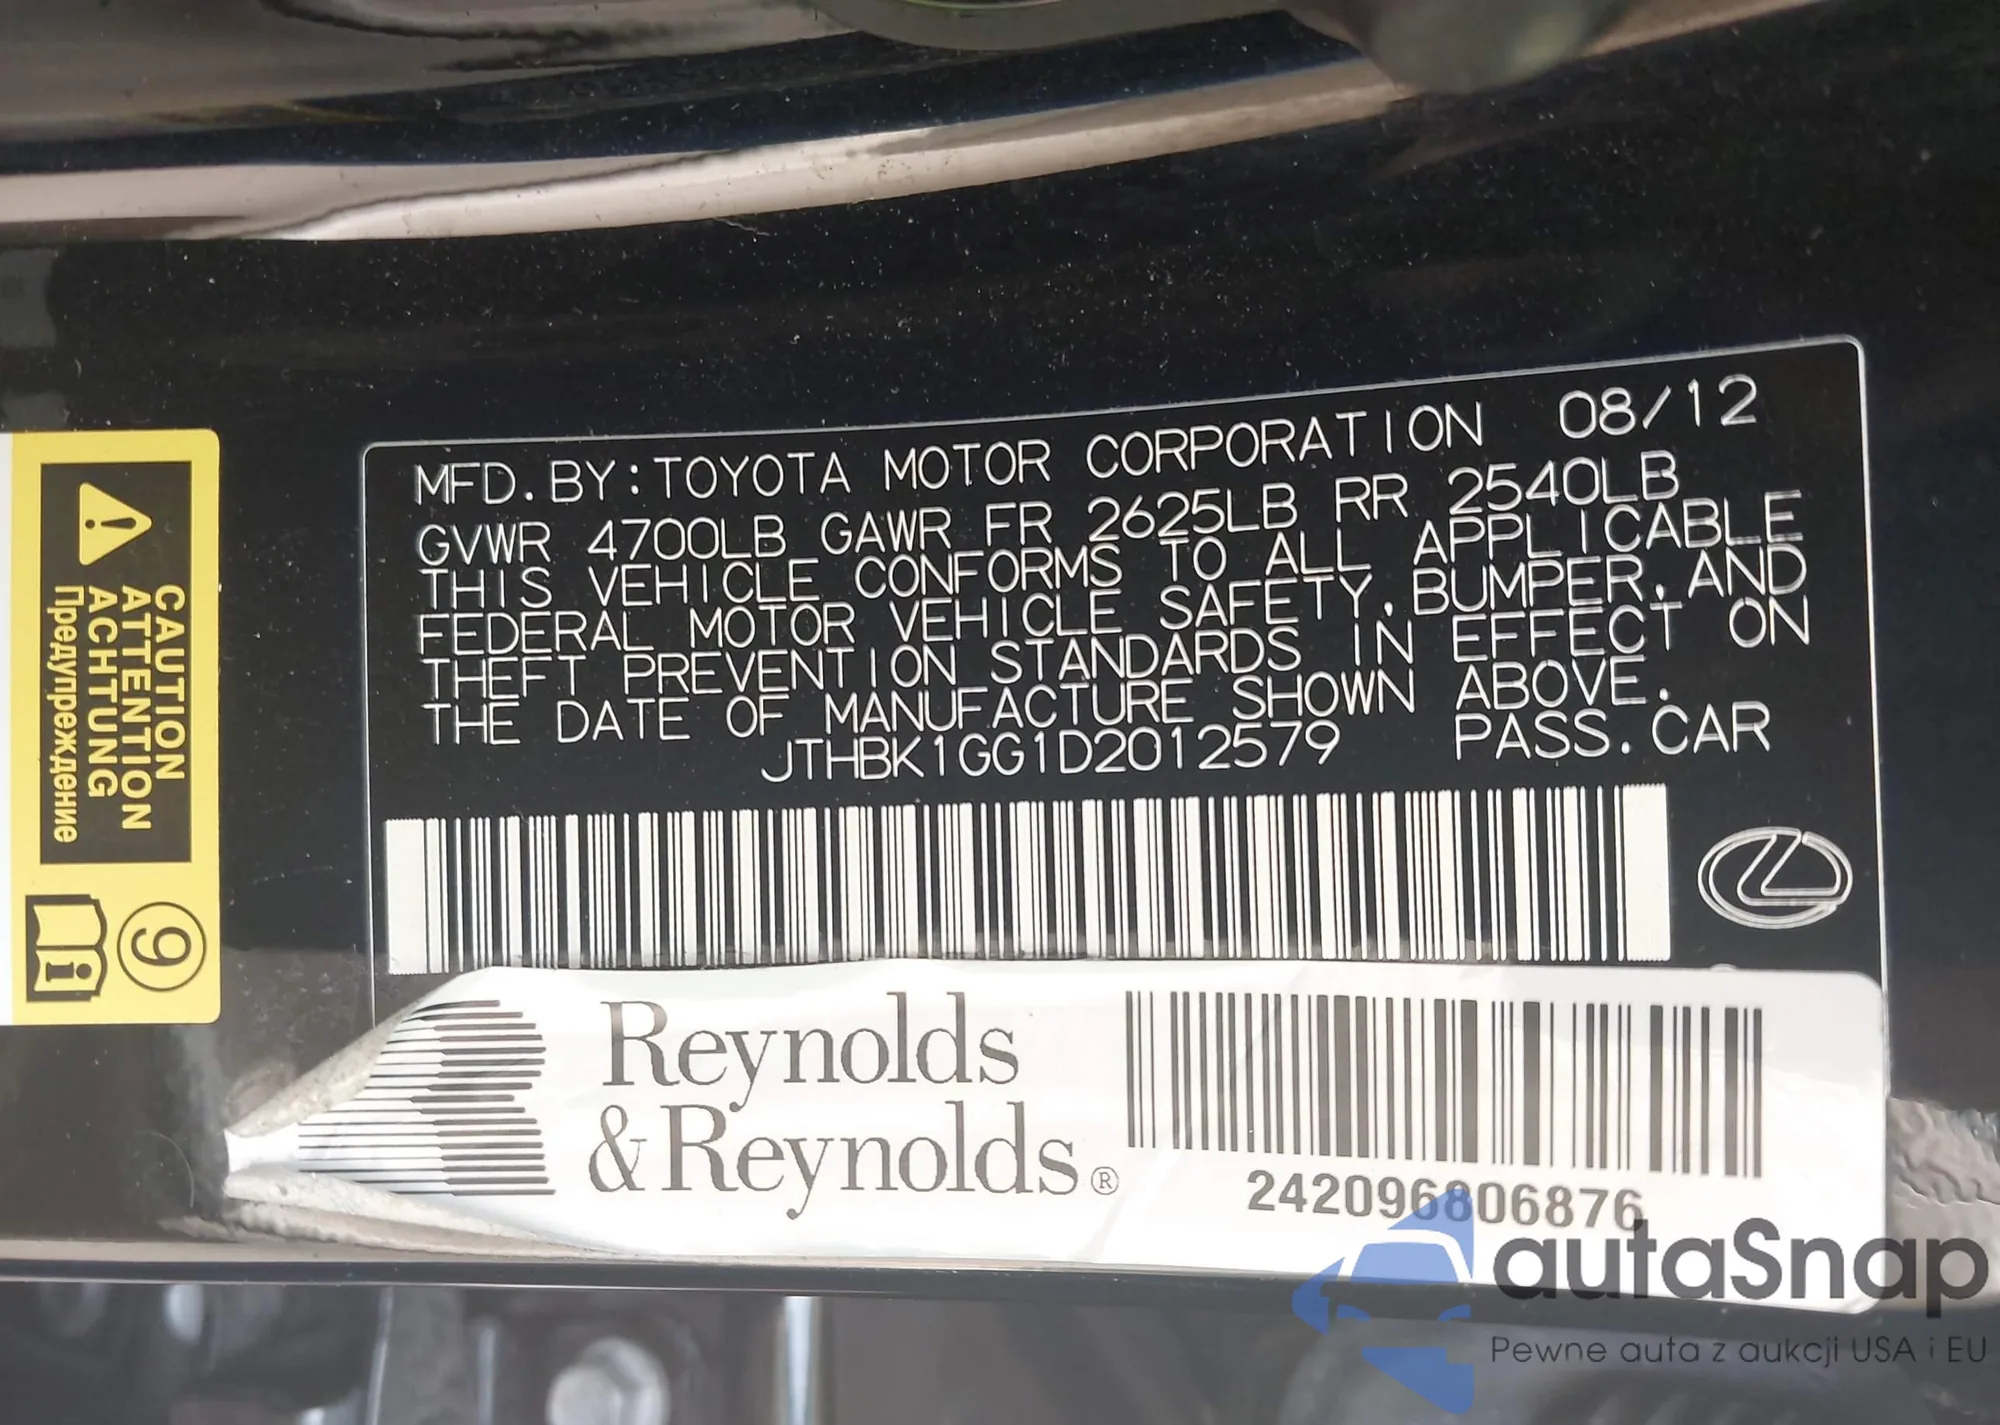 MFD. BY: TOYOTA MOTOR CORPORATION 08/12
GVWR 4700LB GAWR FR 2625LB RR 2540LB
THIS VEHICLE CONFORMS TO ALL APPLICABLE
FEDERAL MOTOR VEHICLE SAFETY, BUMPER, AND
THEFT PREVENTION STANDARDS IN EFFECT ON
THE DATE OF MANUFACTURE SHOWN ABOVE.
JTHBK1GG1D2012579 PASS. CAR
CAUTION
ATTENTION
ACHTUNG
Предупреждение
9
i
Reynolds
&Reynolds®
242096806876
autaSnap
Pewne auta z aukcji USA i EU